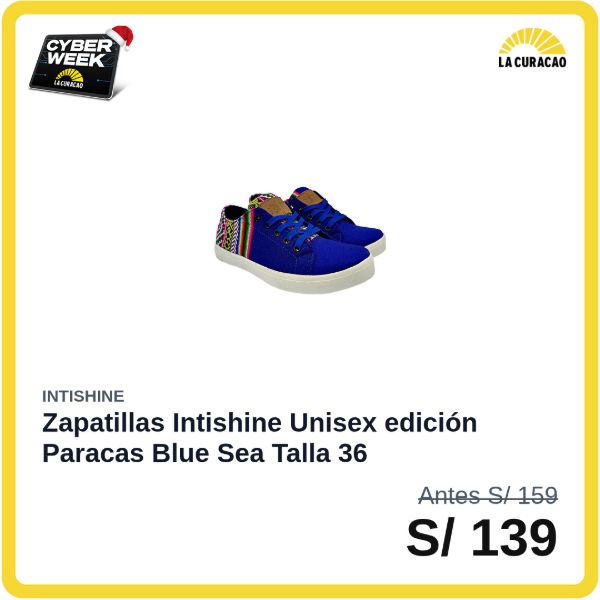 CYBER
WEEK
LA CURACAO
LA CURACAO
INTISHINE
Zapatillas Intishine Unisex edición
Paracas Blue Sea Talla 36
Antes S/ 159
S/ 139